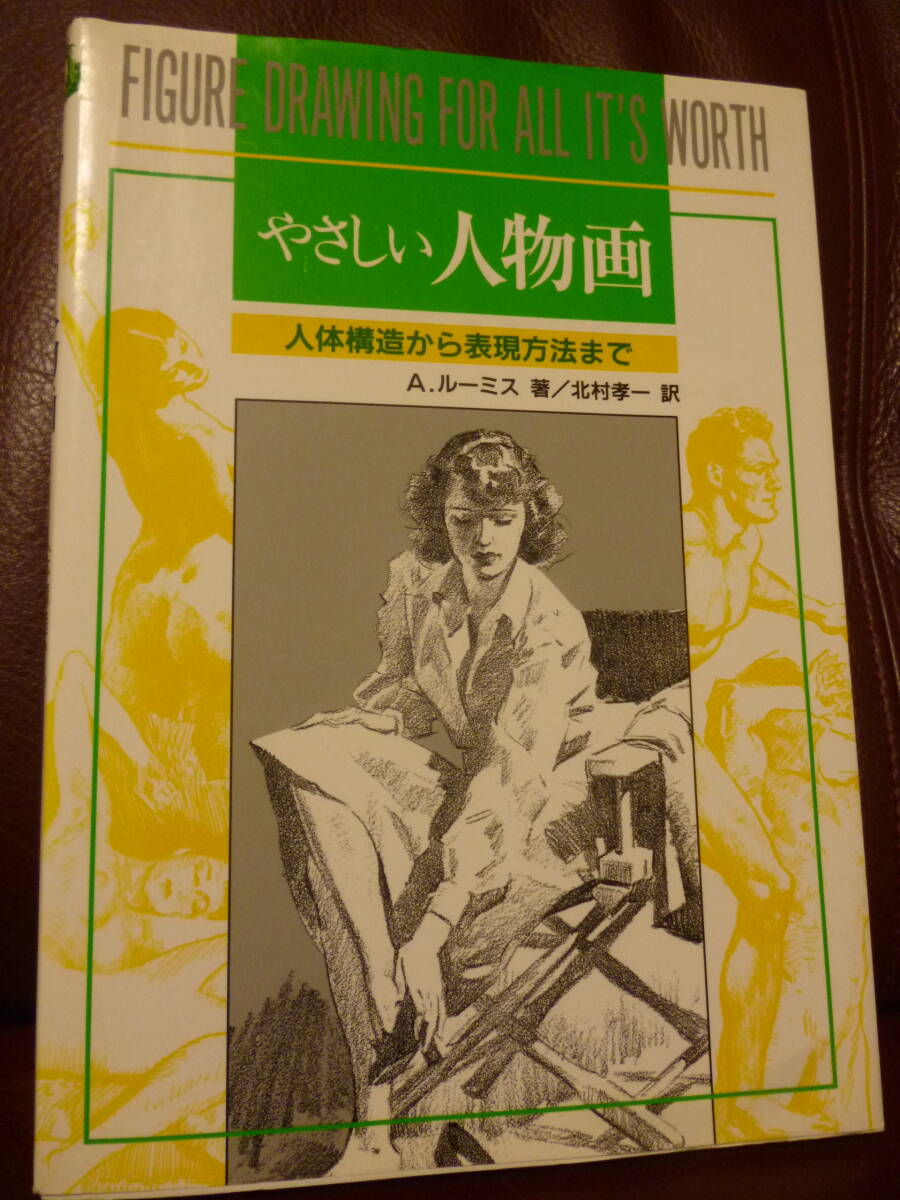 FIGURE DRAWING FOR ALL IT'S WORTH
やさしい人物画
人体構造から表現方法まで
A.ルーミス 著／北村孝一 訳